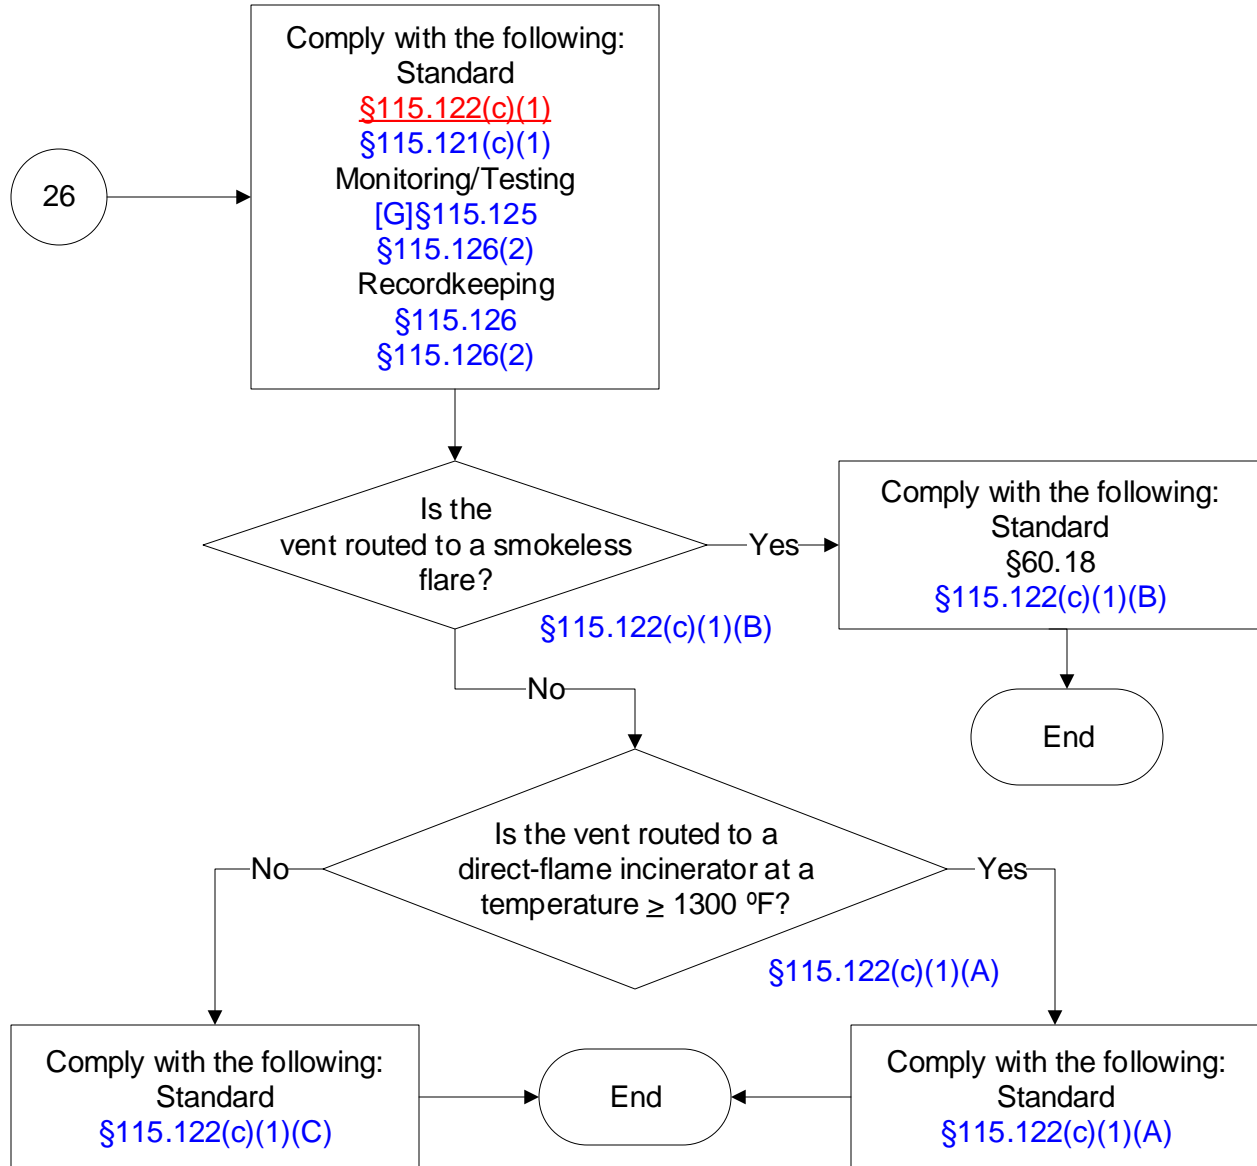 Comply with the following:
Standard
§115.122(c)(1)
§115.121(c)(1)
Monitoring/Testing
[G]§115.125
§115.126(2)
Recordkeeping
§115.126
§115.126(2)
26
Is the
vent routed to a smokeless
flare?
Yes
§115.122(c)(1)(B)
Comply with the following:
Standard
§60.18
§115.122(c)(1)(B)
End
No
Is the vent routed to a
direct-flame incinerator at a
temperature ≥ 1300 ºF?
No
Yes
§115.122(c)(1)(A)
Comply with the following:
Standard
§115.122(c)(1)(C)
End
Comply with the following:
Standard
§115.122(c)(1)(A)